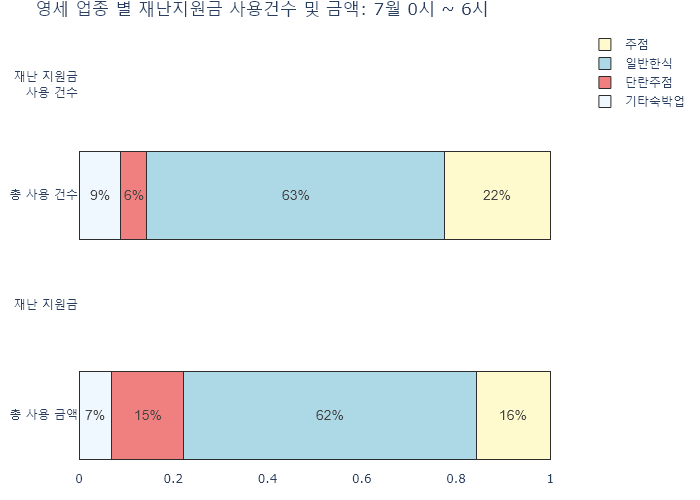 영세 업종 별 재난지원금 사용건수 및 금액: 7월 0시 ~ 6시
주점
일반한식
단란주점
기타숙박업
재난 지원금
사용 건수
총 사용 건수
9%
6%
63%
22%
재난 지원금
총 사용 금액
7%
15%
62%
16%
0
0.2
0.4
0.6
0.8
1